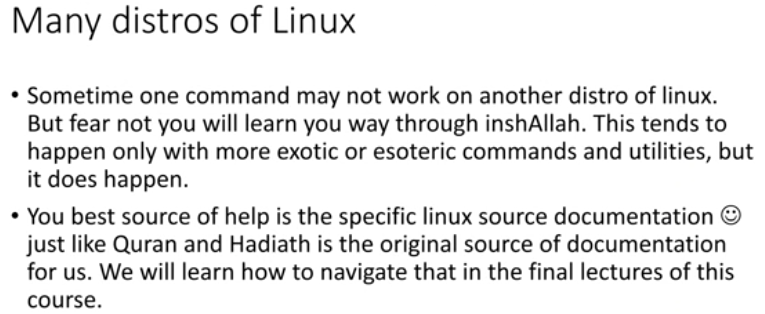 Many distros of Linux
• Sometime one command may not work on another distro of linux.
But fear not you will learn you way through inshAllah. This tends to
happen only with more exotic or esoteric commands and utilities, but
it does happen.
• You best source of help is the specific linux source documentation ☺
just like Quran and Hadiath is the original source of documentation
for us. We will learn how to navigate that in the final lectures of this
course.